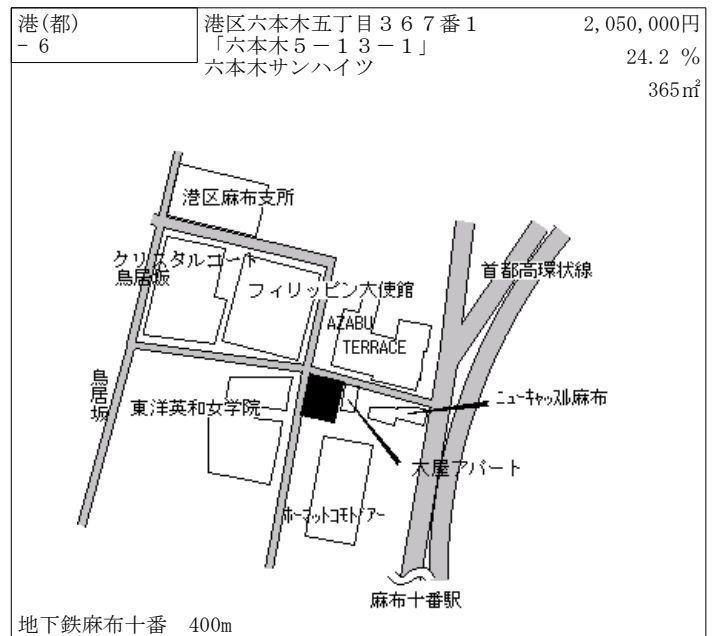 港(都)
- 6
港区六本木五丁目３６７番１
「六本木５－１３－１」
六本木サンハイツ
2,050,000円
24.2 %
365㎡
港区麻布支所
クリスタルコート
鳥居坂
フィリッピン大使館
首都高環状線
AZABU
TERRACE
鳥居坂
東洋英和女学院
ﾆｭｰｷｬｯｽﾙ麻布
大屋アパート
ﾎｰﾏｯﾄｺﾓﾄﾞｱｰ
麻布十番駅
地下鉄麻布十番　400m